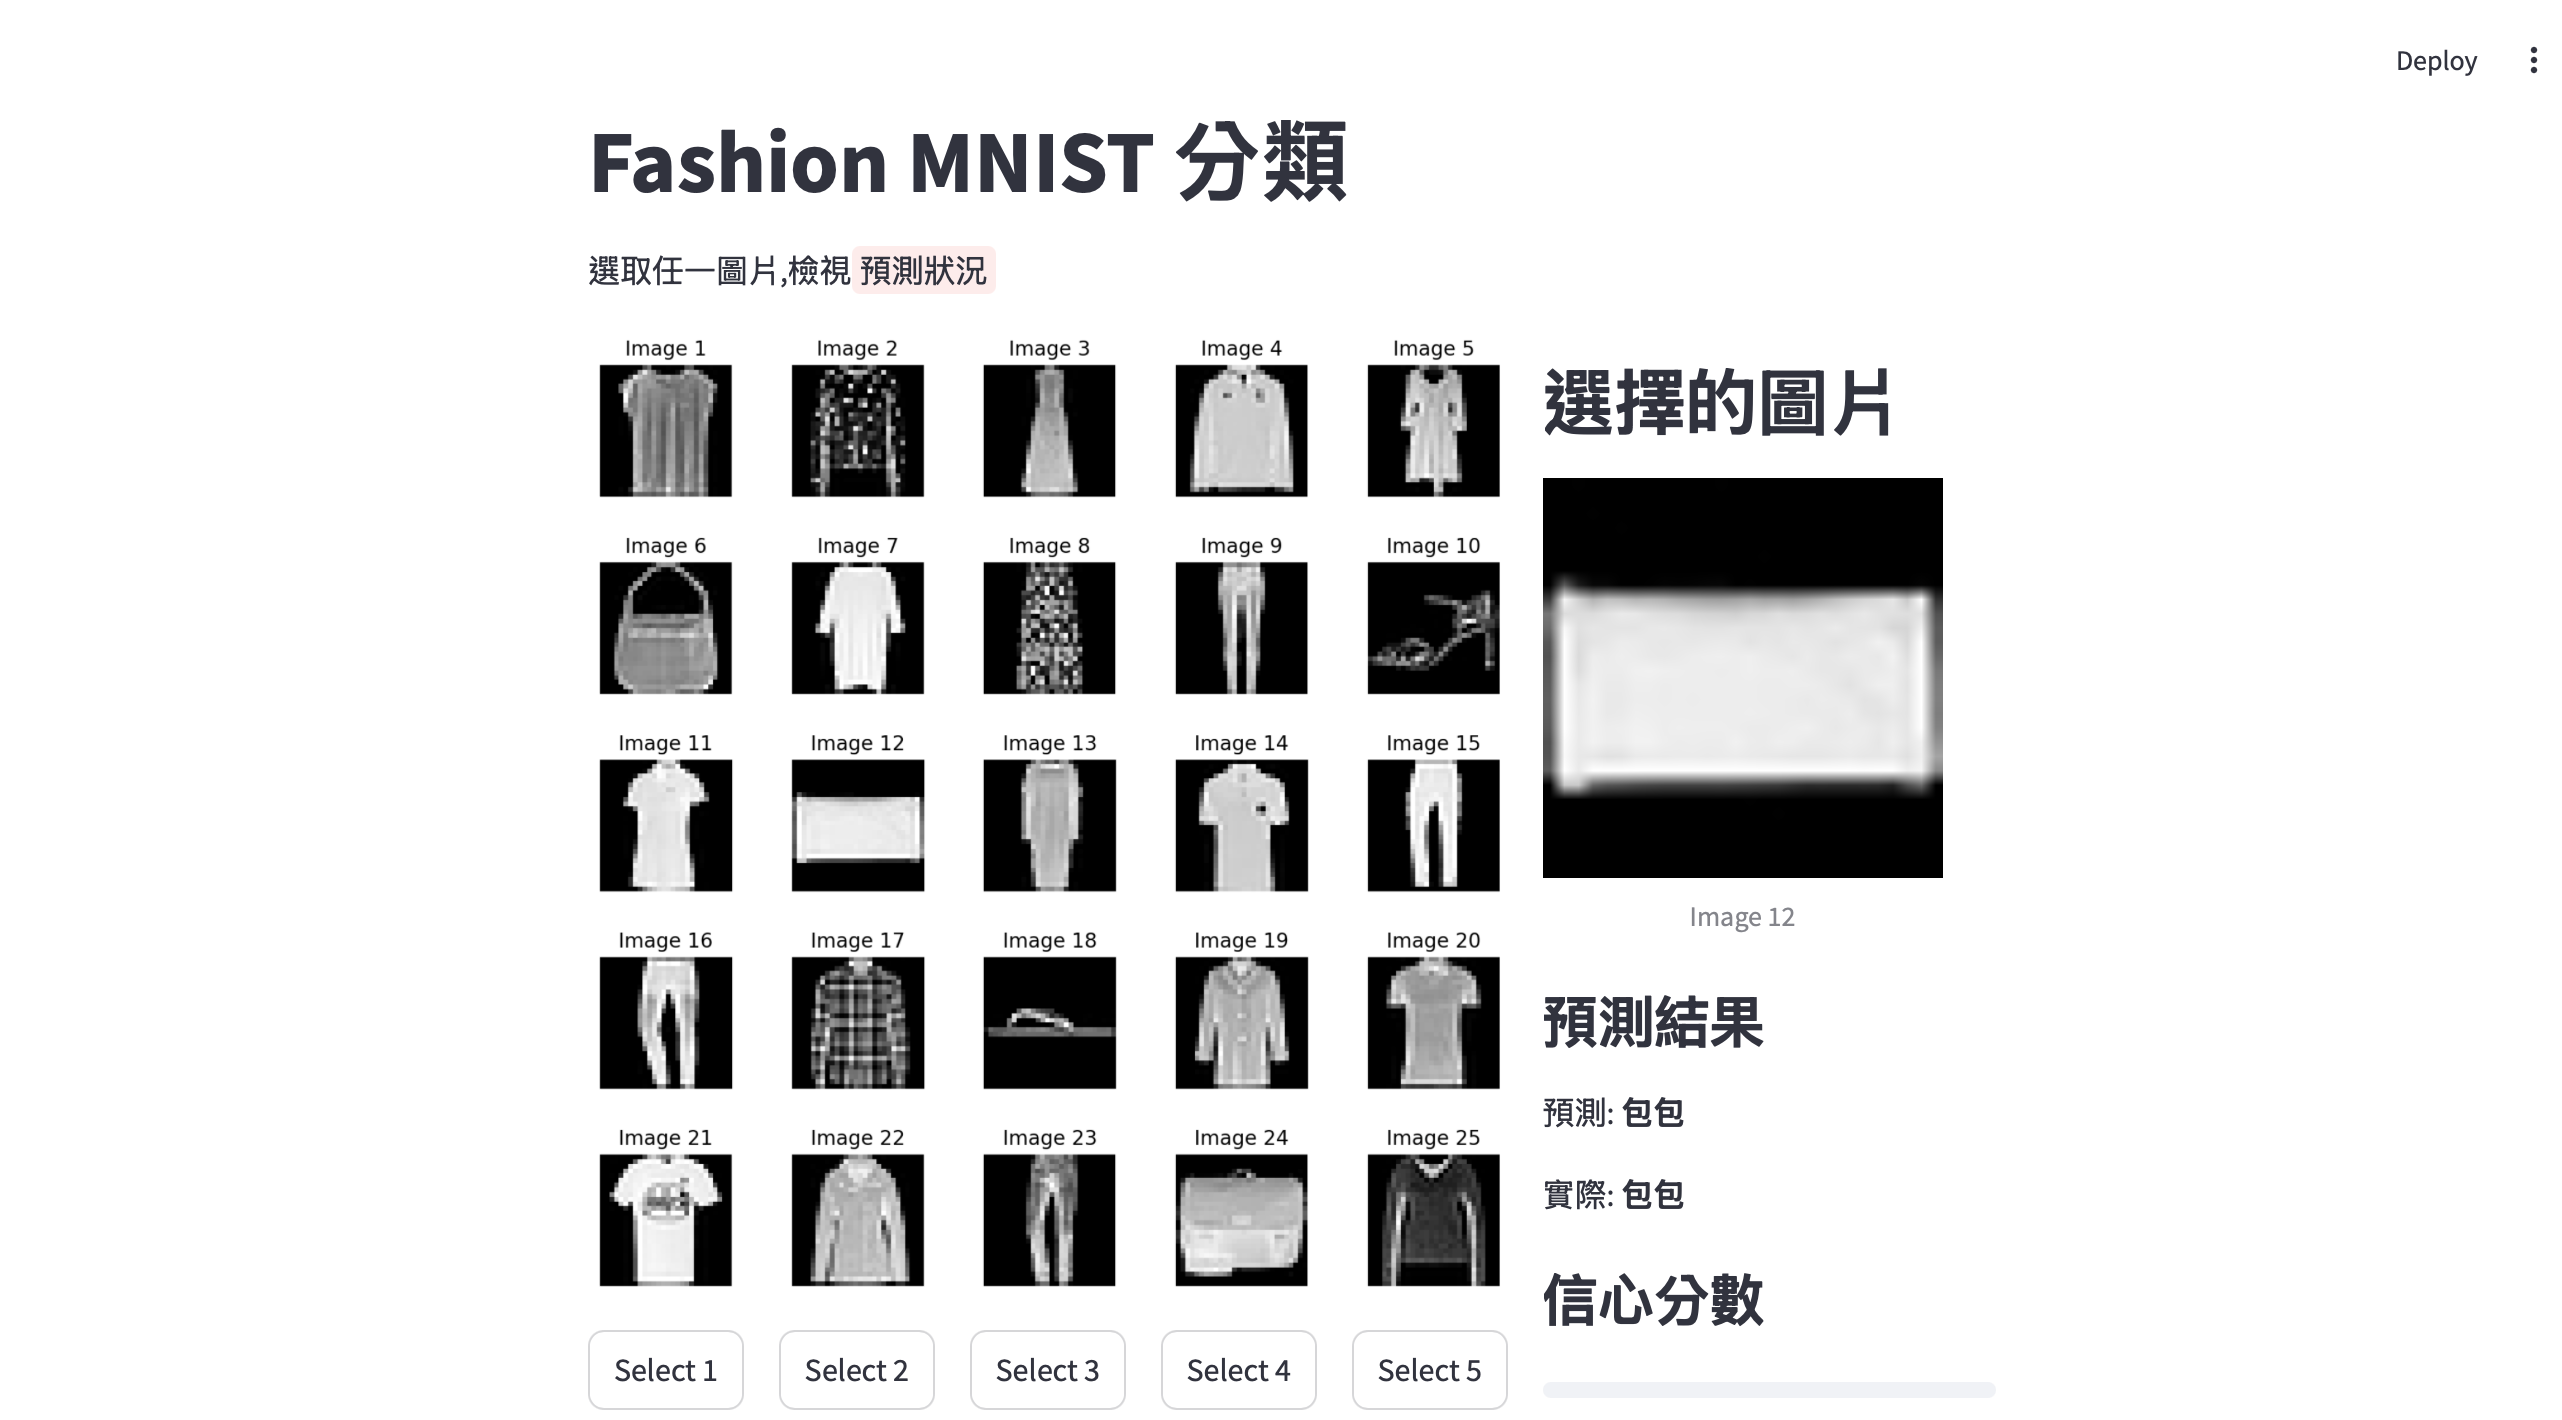 Deploy
Fashion MNIST 分類
選取任一圖片,檢視 預測狀況
Image 1 Image 2 Image 3 Image 4 Image 5
Image 6 Image 7 Image 8 Image 9 Image 10
Image 11 Image 12 Image 13 Image 14 Image 15
Image 16 Image 17 Image 18 Image 19 Image 20
Image 21 Image 22 Image 23 Image 24 Image 25
Select 1 Select 2 Select 3 Select 4 Select 5
選擇的圖片
Image 12
預測結果
預測: 包包
實際: 包包
信心分數